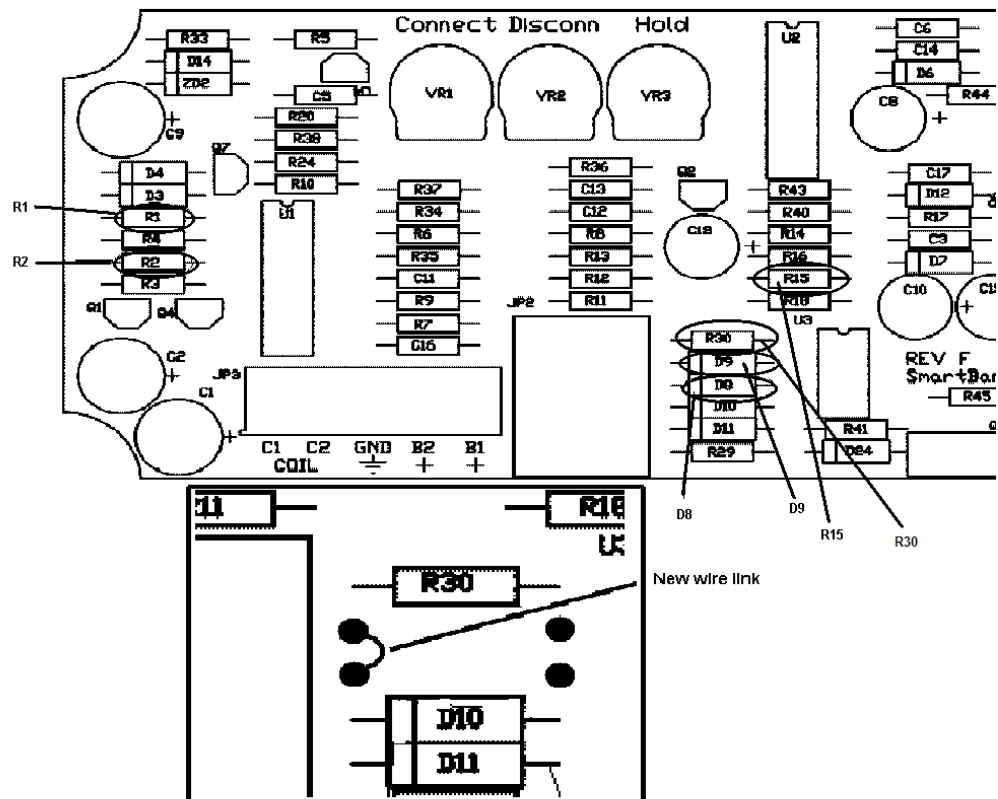 Connect Disconn Hold
R33
D14
ZD2
R5
C5
C9
R20
R38
R24
R10
Q7
VR1
VR2
VR3
U2
C6
C14
D6
R44
C8
D4
D3
R1
R1
R4
R2
R2
R3
U1
R37
R34
R6
R35
C11
R9
R7
C16
R36
C13
C12
R8
R13
R12
R11
Q2
C18
R43
R40
R14
R16
R15
R18
U3
C17
D12
R17
C3
D7
C10
Q1
Q4
C2
C1
JP3
JP2
R30
D9
D8
D10
D11
R29
R41
D24
REV F
SmartBa
R45
C1 C2 GND B2 B1
COIL + +
D8
D9
R15
R30
R30
New wire link
D10
D11